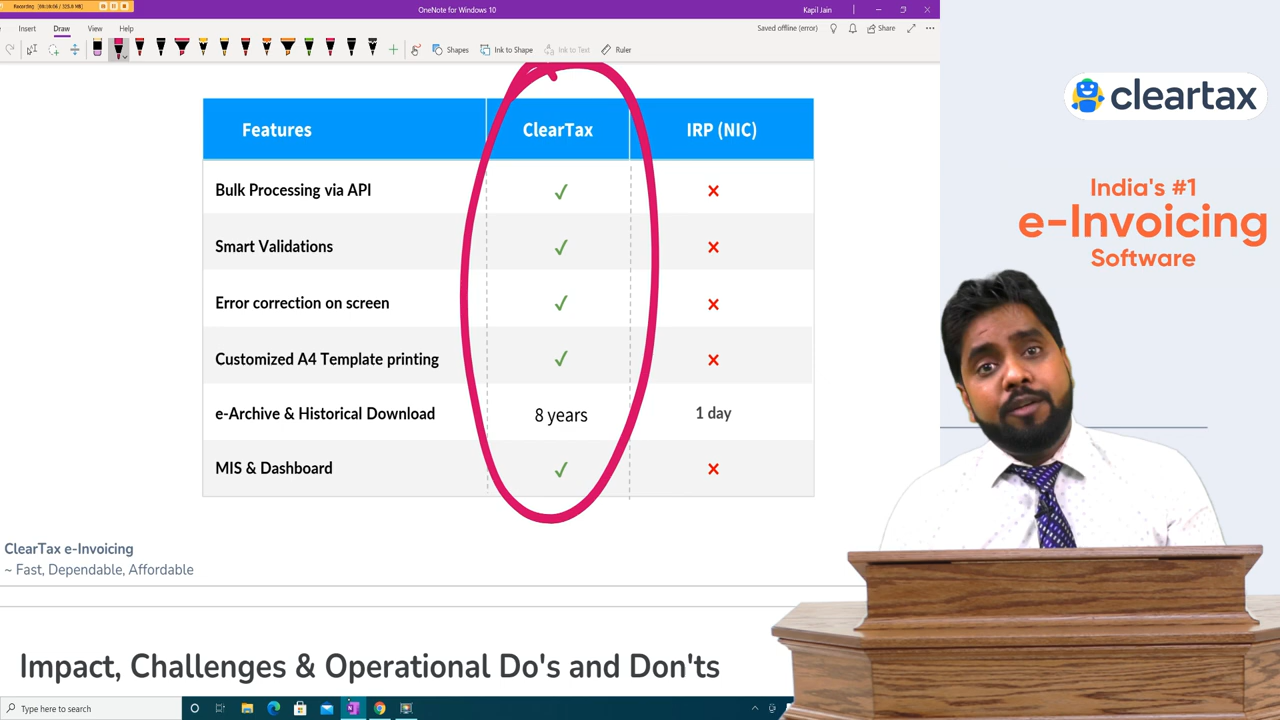 Recording
OneNote for Windows 10
Kapil Jain
Insert Draw View Help
Saved offline (error)
Share
Shapes
Ink to Shape
Ink to Text
Ruler
Features ClearTax IRP (NIC)
Bulk Processing via API ✓ ×
Smart Validations ✓ ×
Error correction on screen ✓ ×
Customized A4 Template printing ✓ ×
e-Archive & Historical Download 8 years 1 day
MIS & Dashboard ✓ ×
ClearTax e-Invoicing
~ Fast, Dependable, Affordable
Impact, Challenges & Operational Do's and Don'ts
Type here to search
cleartax
India's #1
e-Invoicing
Software